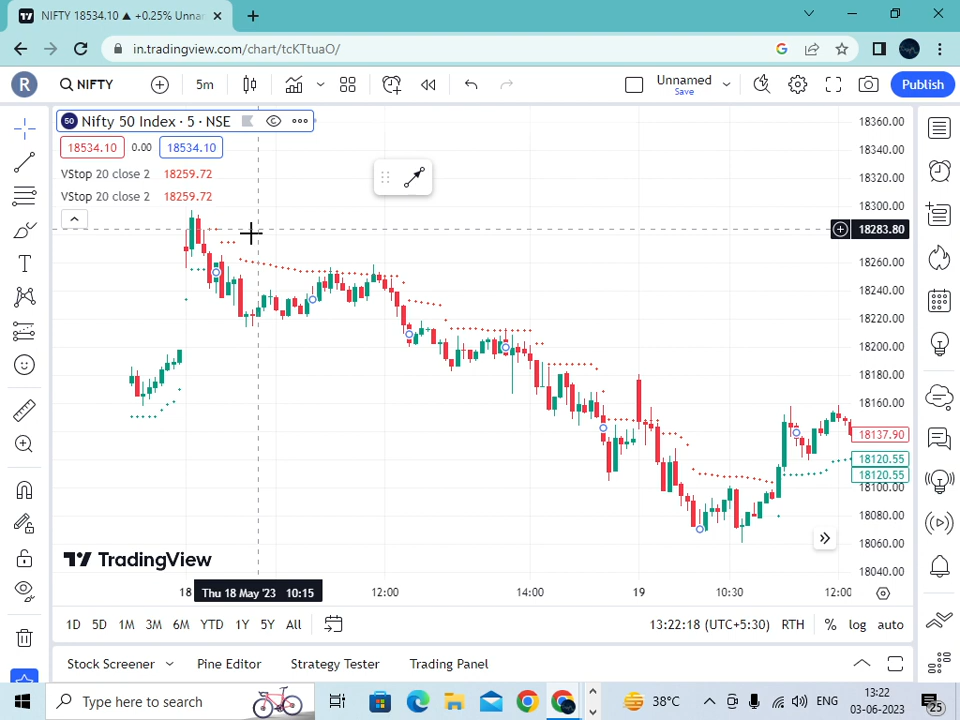 NIFTY 18534.10 ▲ +0.25% Unnar
in.tradingview.com/chart/tcKTtuaO/
R NIFTY 5m Unnamed Publish
Save
50 Nifty 50 Index · 5 · NSE
18534.10 0.00 18534.10
VStop 20 close 2 18259.72
VStop 20 close 2 18259.72
18360.00
18340.00
18320.00
18300.00
18283.80
18260.00
18240.00
18220.00
18200.00
18180.00
18160.00
18137.90
18120.55
18120.55
18100.00
18080.00
18060.00
18040.00
TradingView
18 Thu 18 May '23 10:15 12:00 14:00 19 10:30 12:00
1D 5D 1M 3M 6M YTD 1Y 5Y All 13:22:18 (UTC+5:30) RTH % log auto
Stock Screener Pine Editor Strategy Tester Trading Panel
Type here to search 38°C ENG 13:22
03-06-2023 25